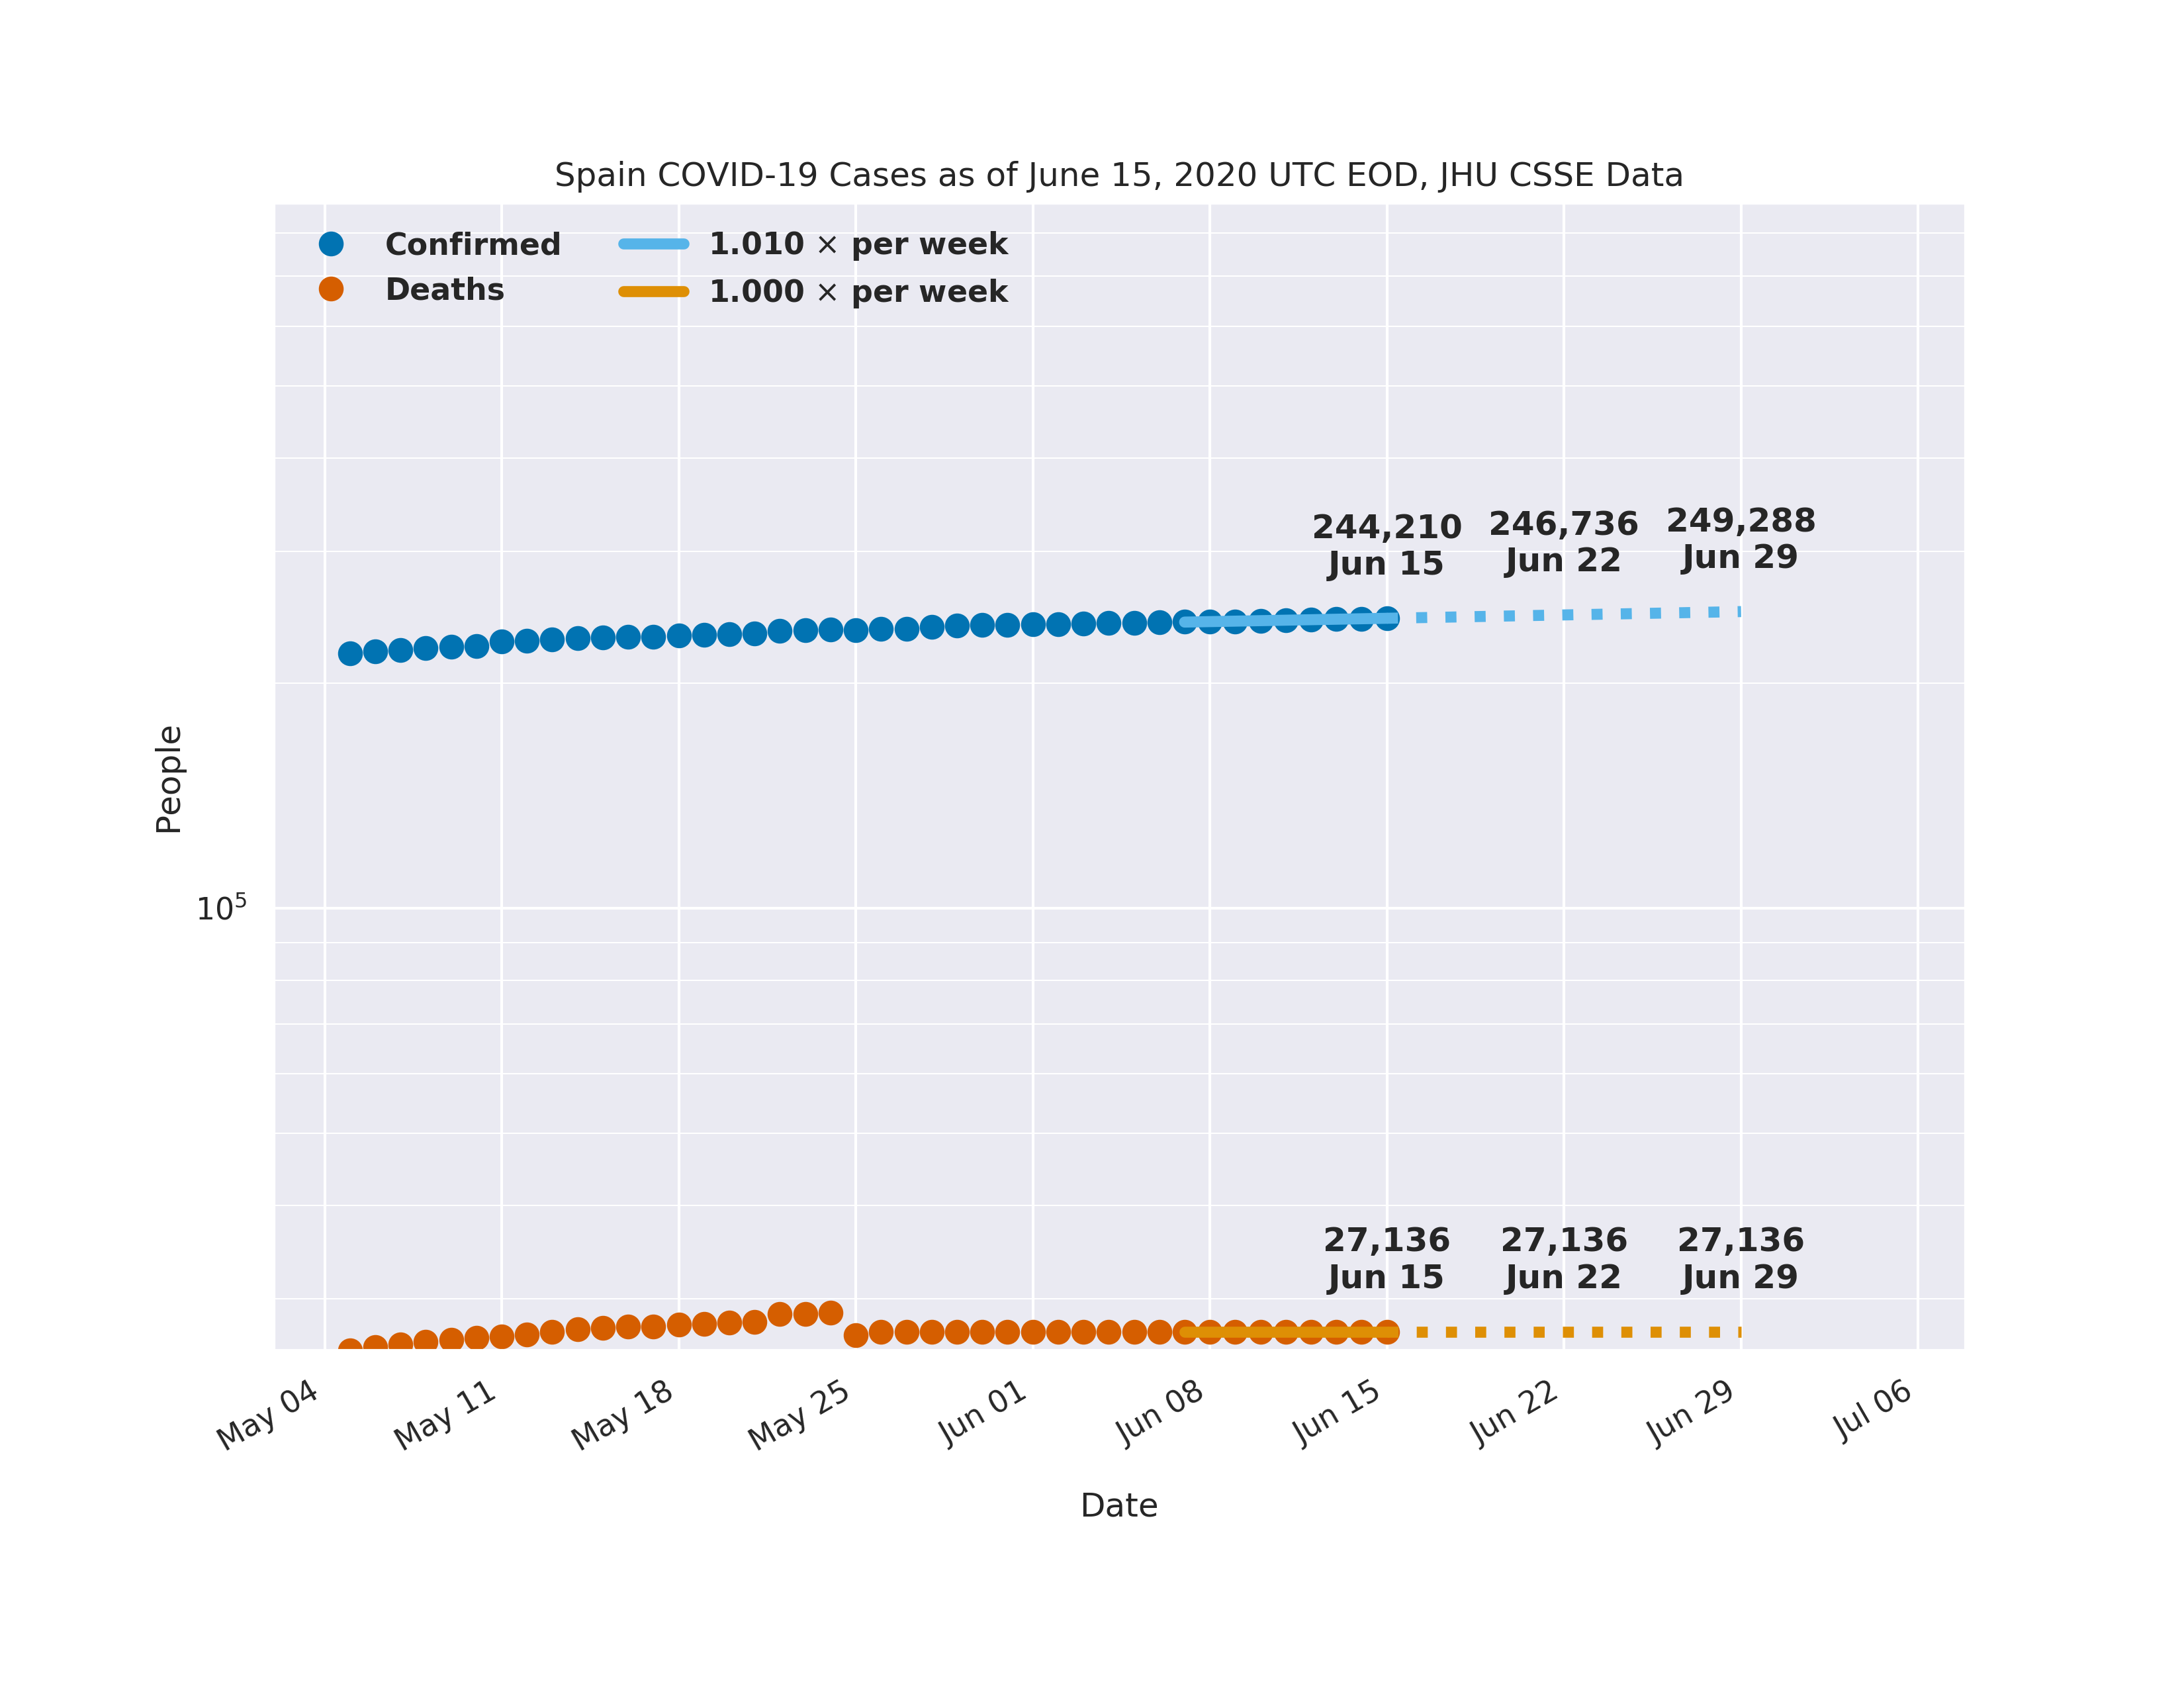 Spain COVID-19 Cases as of June 15, 2020 UTC EOD, JHU CSSE Data
Confirmed
Deaths
1.010 × per week
1.000 × per week
244,210
Jun 15
246,736
Jun 22
249,288
Jun 29
People
10⁵
27,136
Jun 15
27,136
Jun 22
27,136
Jun 29
May 04
May 11
May 18
May 25
Jun 01
Jun 08
Jun 15
Jun 22
Jun 29
Jul 06
Date